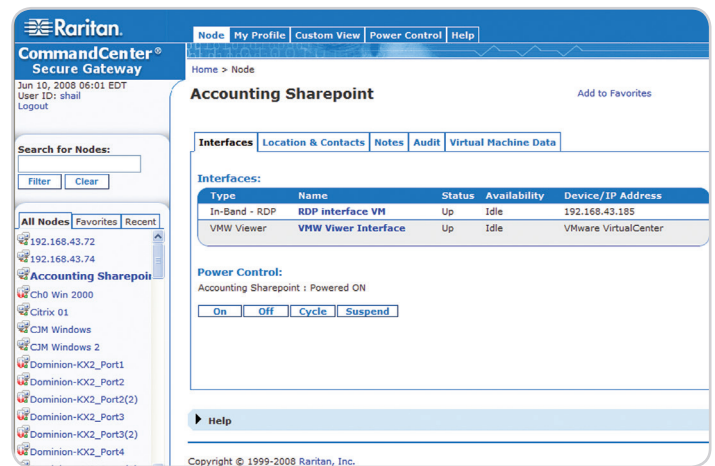 Raritan.
CommandCenter®
Secure Gateway
Jun 10, 2008 06:01 EDT
User ID: shail
Logout
Search for Nodes:
Filter Clear
All Nodes Favorites Recent
192.168.43.72
192.168.43.74
Accounting Sharepoin
Ch0 Win 2000
Citrix 01
CJM Windows
CJM Windows 2
Dominion-KX2_Port1
Dominion-KX2_Port2
Dominion-KX2_Port2(2)
Dominion-KX2_Port3
Dominion-KX2_Port3(2)
Dominion-KX2_Port4
Node My Profile Custom View Power Control Help
Home > Node
Accounting Sharepoint
Add to Favorites
Interfaces Location & Contacts Notes Audit Virtual Machine Data
Interfaces:
Type Name Status Availability Device/IP Address
In-Band - RDP RDP interface VM Up Idle 192.168.43.185
VMW Viewer VMW Viwer Interface Up Idle VMware VirtualCenter
Power Control:
Accounting Sharepoint : Powered ON
On Off Cycle Suspend
Help
Copyright © 1999-2008 Raritan, Inc.